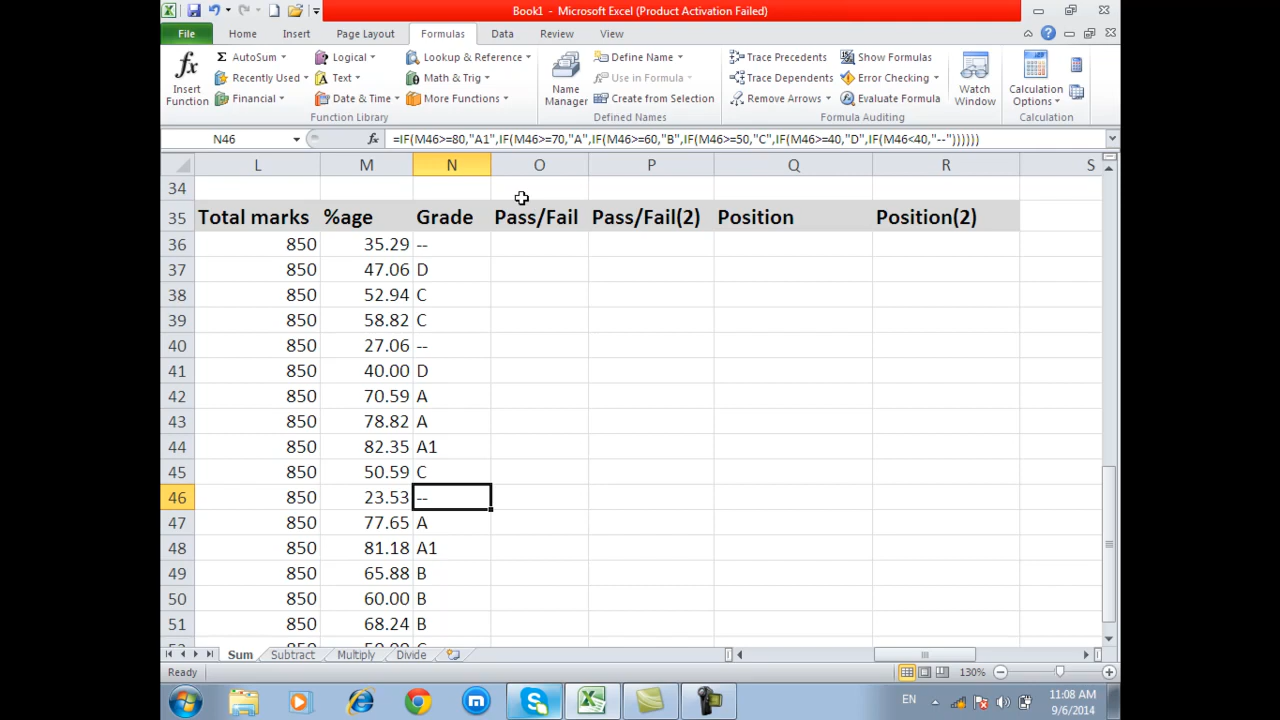 Book1 - Microsoft Excel (Product Activation Failed)
File Home Insert Page Layout Formulas Data Review View
fx Insert Function
Σ AutoSum
Recently Used
Financial
Logical
Text
Date & Time
Lookup & Reference
Math & Trig
More Functions
Function Library
Name Manager
Define Name
Use in Formula
Create from Selection
Defined Names
Trace Precedents
Trace Dependents
Remove Arrows
Show Formulas
Error Checking
Evaluate Formula
Formula Auditing
Watch Window
Calculation Options
Calculation
N46 fx =IF(M46>=80,"A1",IF(M46>=70,"A",IF(M46>=60,"B",IF(M46>=50,"C",IF(M46>=40,"D",IF(M46<40,"--"))))))
L M N O P Q R S
34
35 Total marks %age Grade Pass/Fail Pass/Fail(2) Position Position(2)
36 850 35.29 --
37 850 47.06 D
38 850 52.94 C
39 850 58.82 C
40 850 27.06 --
41 850 40.00 D
42 850 70.59 A
43 850 78.82 A
44 850 82.35 A1
45 850 50.59 C
46 850 23.53 --
47 850 77.65 A
48 850 81.18 A1
49 850 65.88 B
50 850 60.00 B
51 850 68.24 B
Sum Subtract Multiply Divide
Ready 130%
EN 11:08 AM
9/6/2014